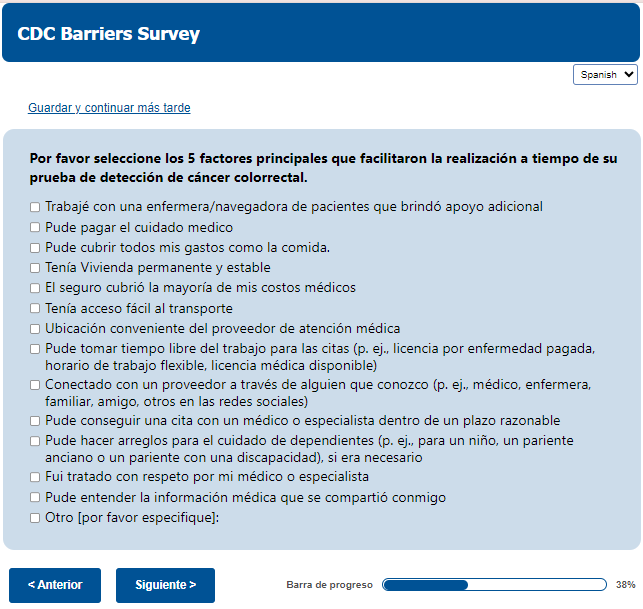 CDC Barriers Survey
Spanish
Guardar y continuar más tarde
Por favor seleccione los 5 factores principales que facilitaron la realización a tiempo de su
prueba de detección de cáncer colorrectal.
Trabajé con una enfermera/navegadora de pacientes que brindó apoyo adicional
Pude pagar el cuidado medico
Pude cubrir todos mis gastos como la comida.
Tenía Vivienda permanente y estable
El seguro cubrió la mayoría de mis costos médicos
Tenía acceso fácil al transporte
Ubicación conveniente del proveedor de atención médica
Pude tomar tiempo libre del trabajo para las citas (p. ej., licencia por enfermedad pagada,
horario de trabajo flexible, licencia médica disponible)
Conectado con un proveedor a través de alguien que conozco (p. ej., médico, enfermera,
familiar, amigo, otros en las redes sociales)
Pude conseguir una cita con un médico o especialista dentro de un plazo razonable
Pude hacer arreglos para el cuidado de dependientes (p. ej., para un niño, un pariente
anciano o un pariente con una discapacidad), si era necesario
Fui tratado con respeto por mi médico o especialista
Pude entender la información médica que se compartió conmigo
Otro [por favor especifique]:
< Anterior
Siguiente >
Barra de progreso
38%